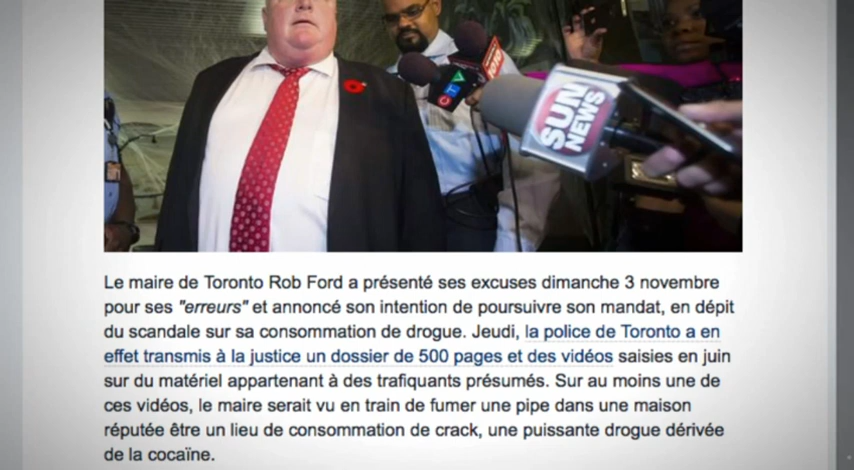 1010
CTV
SUN
NEWS
Le maire de Toronto Rob Ford a présenté ses excuses dimanche 3 novembre
pour ses "erreurs" et annoncé son intention de poursuivre son mandat, en dépit
du scandale sur sa consommation de drogue. Jeudi, la police de Toronto a en
effet transmis à la justice un dossier de 500 pages et des vidéos saisies en juin
sur du matériel appartenant à des trafiquants présumés. Sur au moins une de
ces vidéos, le maire serait vu en train de fumer une pipe dans une maison
réputée être un lieu de consommation de crack, une puissante drogue dérivée
de la cocaïne.